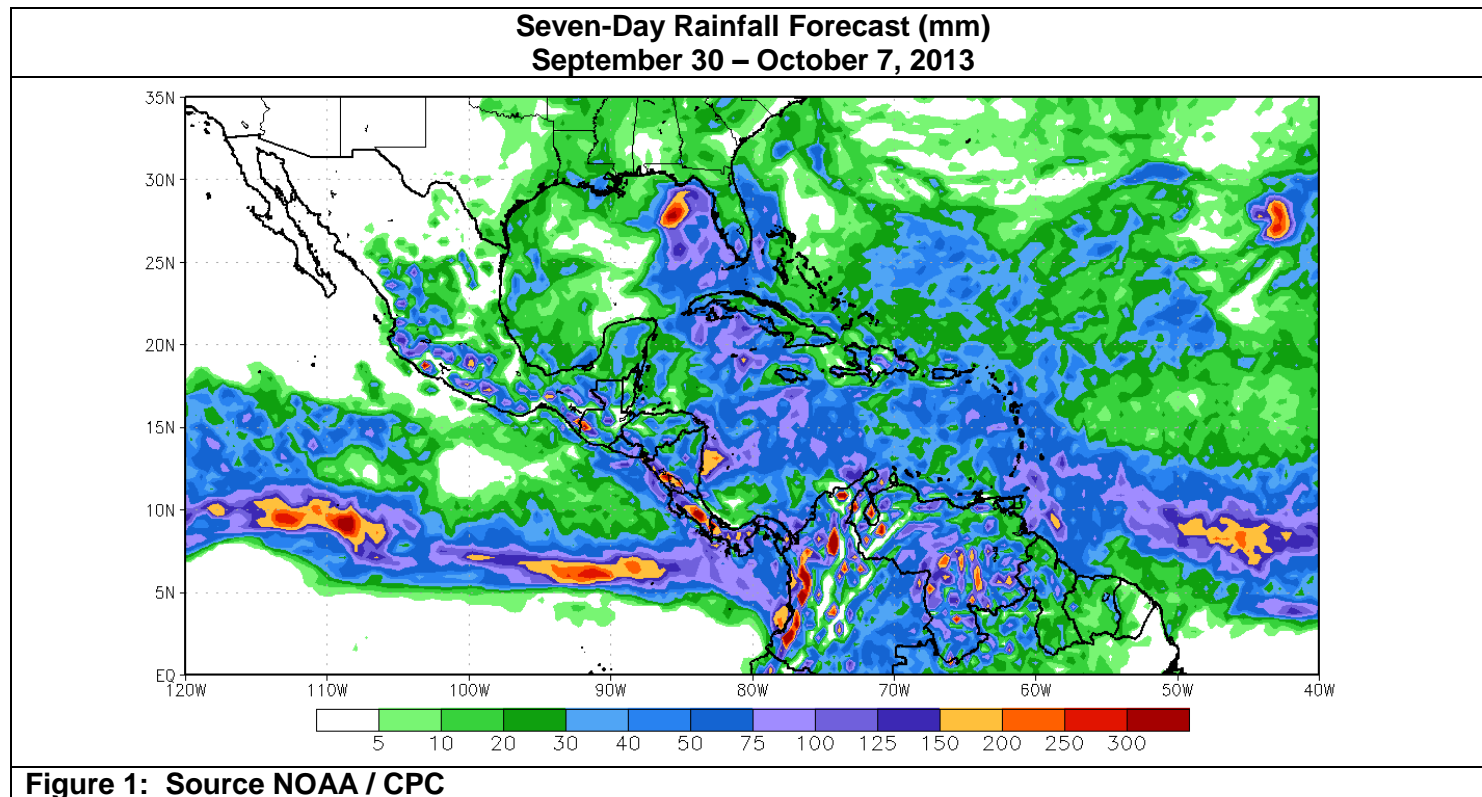 Seven-Day Rainfall Forecast (mm)
September 30 – October 7, 2013
35N
30N
25N
20N
15N
10N
5N
EQ
120W 110W 100W 90W 80W 70W 60W 50W 40W
5 10 20 30 40 50 75 100 125 150 200 250 300
Figure 1: Source NOAA / CPC